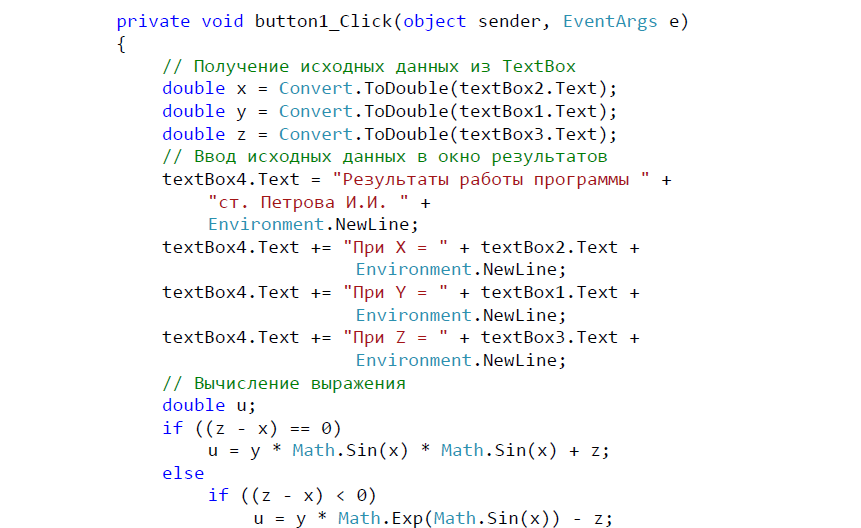 private void button1_Click(object sender, EventArgs e)
{
// Получение исходных данных из TextBox
double x = Convert.ToDouble(textBox2.Text);
double y = Convert.ToDouble(textBox1.Text);
double z = Convert.ToDouble(textBox3.Text);
// Ввод исходных данных в окно результатов
textBox4.Text = "Результаты работы программы " +
"ст. Петрова И.И. " +
Environment.NewLine;
textBox4.Text += "При X = " + textBox2.Text +
Environment.NewLine;
textBox4.Text += "При Y = " + textBox1.Text +
Environment.NewLine;
textBox4.Text += "При Z = " + textBox3.Text +
Environment.NewLine;
// Вычисление выражения
double u;
if ((z - x) == 0)
u = y * Math.Sin(x) * Math.Sin(x) + z;
else
if ((z - x) < 0)
u = y * Math.Exp(Math.Sin(x)) - z;